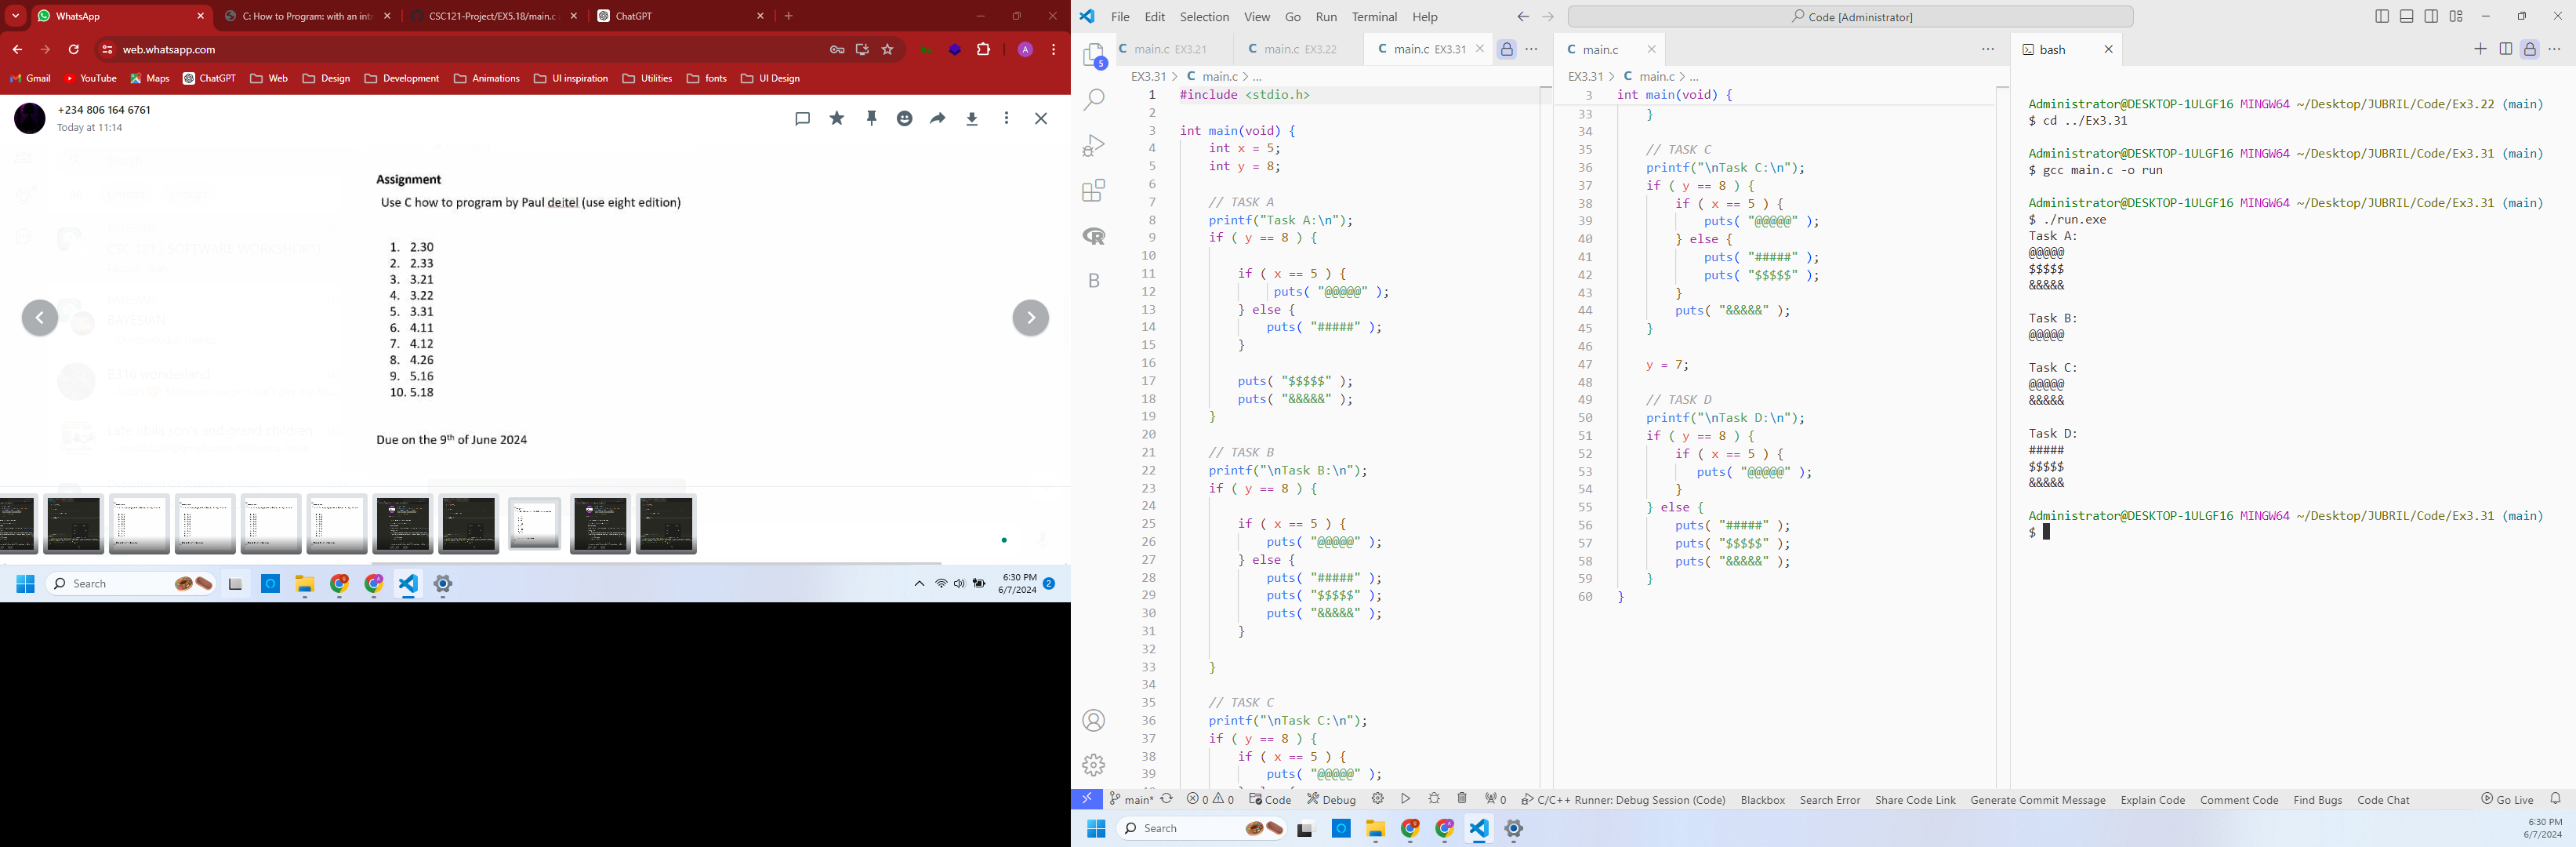 WhatsApp
C: How to Program: with an intr
CSC121-Project/EX5.18/main.c
ChatGPT
web.whatsapp.com
Gmail
YouTube
Maps
ChatGPT
Web
Design
Development
Animations
UI inspiration
Utilities
fonts
UI Design
+234 806 164 6761
Today at 11:14
Assignment
Use C how to program by Paul deitel (use eight edition)
1. 2.30
2. 2.33
3. 3.21
4. 3.22
5. 3.31
6. 4.11
7. 4.12
8. 4.26
9. 5.16
10. 5.18
Due on the 9th of June 2024
Search
6:30 PM
6/7/2024
2
File Edit Selection View Go Run Terminal Help
Code [Administrator]
5
main.c EX3.21
main.c EX3.22
main.c EX3.31
EX3.31 > C main.c > ...
1 #include <stdio.h>
2
3 int main(void) {
4 int x = 5;
5 int y = 8;
6
7 // TASK A
8 printf("Task A:\n");
9 if ( y == 8 ) {
10
11 if ( x == 5 ) {
12 puts( "@@@@@" );
13 } else {
14 puts( "#####" );
15 }
16
17 puts( "$$$$$" );
18 puts( "&&&&&" );
19 }
20
21 // TASK B
22 printf("\nTask B:\n");
23 if ( y == 8 ) {
24
25 if ( x == 5 ) {
26 puts( "@@@@@" );
27 } else {
28 puts( "#####" );
29 puts( "$$$$$" );
30 puts( "&&&&&" );
31 }
32
33 }
34
35 // TASK C
36 printf("\nTask C:\n");
37 if ( y == 8 ) {
38 if ( x == 5 ) {
39 puts( "@@@@@" );
main.c
EX3.31 > C main.c > ...
3 int main(void) {
33 }
34
35 // TASK C
36 printf("\nTask C:\n");
37 if ( y == 8 ) {
38 if ( x == 5 ) {
39 puts( "@@@@@" );
40 } else {
41 puts( "#####" );
42 puts( "$$$$$" );
43 }
44 puts( "&&&&&" );
45 }
46
47 y = 7;
48
49 // TASK D
50 printf("\nTask D:\n");
51 if ( y == 8 ) {
52 if ( x == 5 ) {
53 puts( "@@@@@" );
54 }
55 } else {
56 puts( "#####" );
57 puts( "$$$$$" );
58 puts( "&&&&&" );
59 }
60 }
bash
Administrator@DESKTOP-1ULGF16 MINGW64 ~/Desktop/JUBRIL/Code/Ex3.22 (main)
$ cd ../Ex3.31
Administrator@DESKTOP-1ULGF16 MINGW64 ~/Desktop/JUBRIL/Code/Ex3.31 (main)
$ gcc main.c -o run
Administrator@DESKTOP-1ULGF16 MINGW64 ~/Desktop/JUBRIL/Code/Ex3.31 (main)
$ ./run.exe
Task A:
@@@@@
$$$$$
&&&&&
Task B:
@@@@@
Task C:
@@@@@
&&&&&
Task D:
#####
$$$$$
&&&&&
Administrator@DESKTOP-1ULGF16 MINGW64 ~/Desktop/JUBRIL/Code/Ex3.31 (main)
$
main* 0 0 Code Debug 0 C/C++ Runner: Debug Session (Code) Blackbox Search Error Share Code Link Generate Commit Message Explain Code Comment Code Find Bugs Code Chat Go Live
Search
6:30 PM
6/7/2024